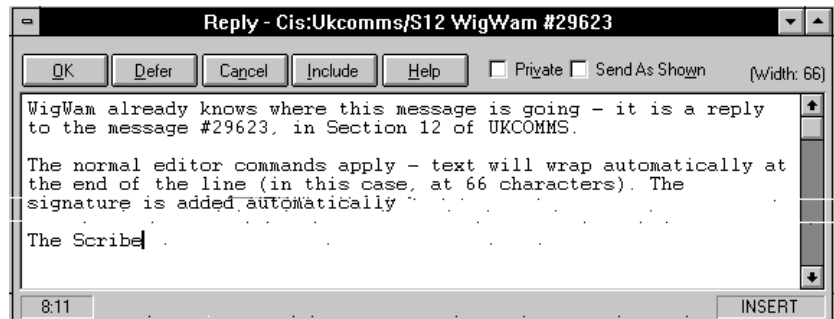 Reply - Cis:Ukcomms/S12 WigWam #29623
OK Defer Cancel Include Help Private Send As Shown (Width: 66)
WigWam already knows where this message is going – it is a reply
to the message #29623, in Section 12 of UKCOMMS.
The normal editor commands apply – text will wrap automatically at
the end of the line (in this case, at 66 characters). The
signature is added automatically
The Scribe
8:11 INSERT